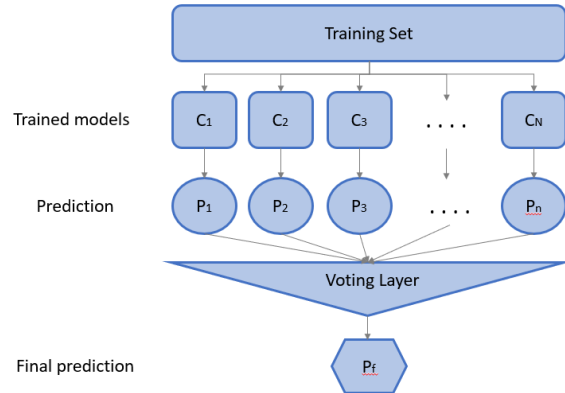 Training Set
Trained models
C1 C2 C3 . . . . CN
Prediction
P1 P2 P3 . . . . Pn
Voting Layer
Final prediction
Pf